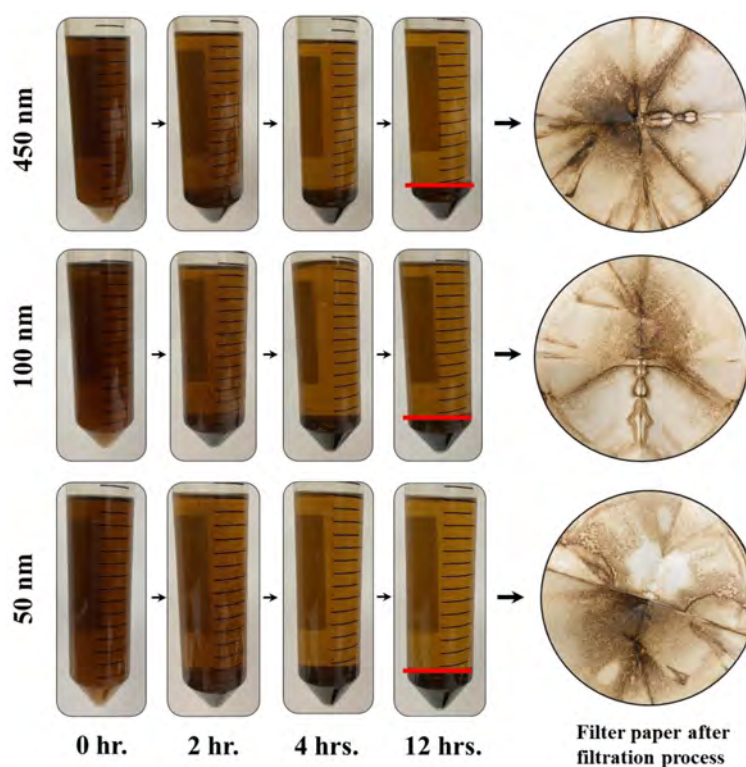 450 nm
100 nm
50 nm
0 hr.
2 hr.
4 hrs.
12 hrs.
Filter paper after
filtration process